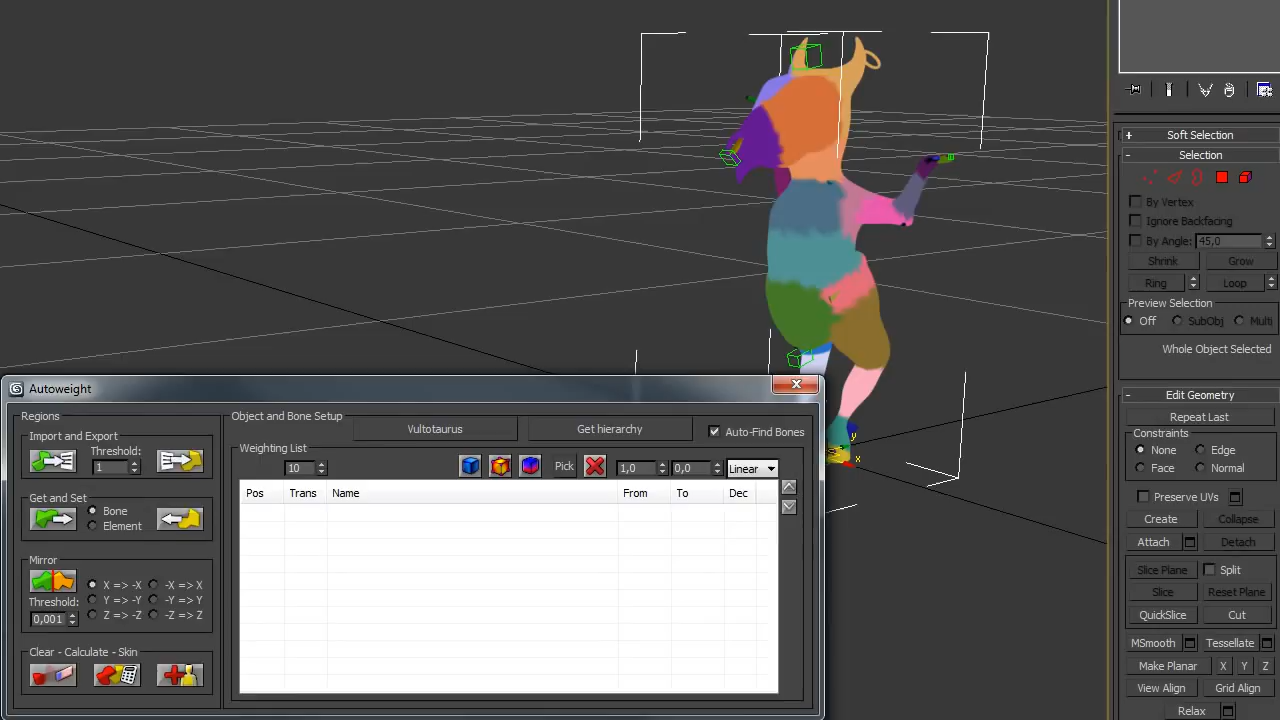 Autoweight
Regions
Import and Export
Threshold:
1
Get and Set
Bone
Element
Mirror
X => -X
-X => X
Y => -Y
-Y => Y
Z => -Z
-Z => Z
Threshold:
0,001
Clear - Calculate - Skin
Object and Bone Setup
Vultotaurus
Get hierarchy
Auto-Find Bones
Weighting List
10
Pick
1,0
0,0
Linear
Pos
Trans
Name
From
To
Dec
y
x
+ Soft Selection
- Selection
By Vertex
Ignore Backfacing
By Angle: 45,0
Shrink
Grow
Ring
Loop
Preview Selection
Off
SubObj
Multi
Whole Object Selected
- Edit Geometry
Repeat Last
Constraints
None
Edge
Face
Normal
Preserve UVs
Create
Collapse
Attach
Detach
Slice Plane
Split
Slice
Reset Plane
QuickSlice
Cut
MSmooth
Tessellate
Make Planar
X
Y
Z
View Align
Grid Align
Relax